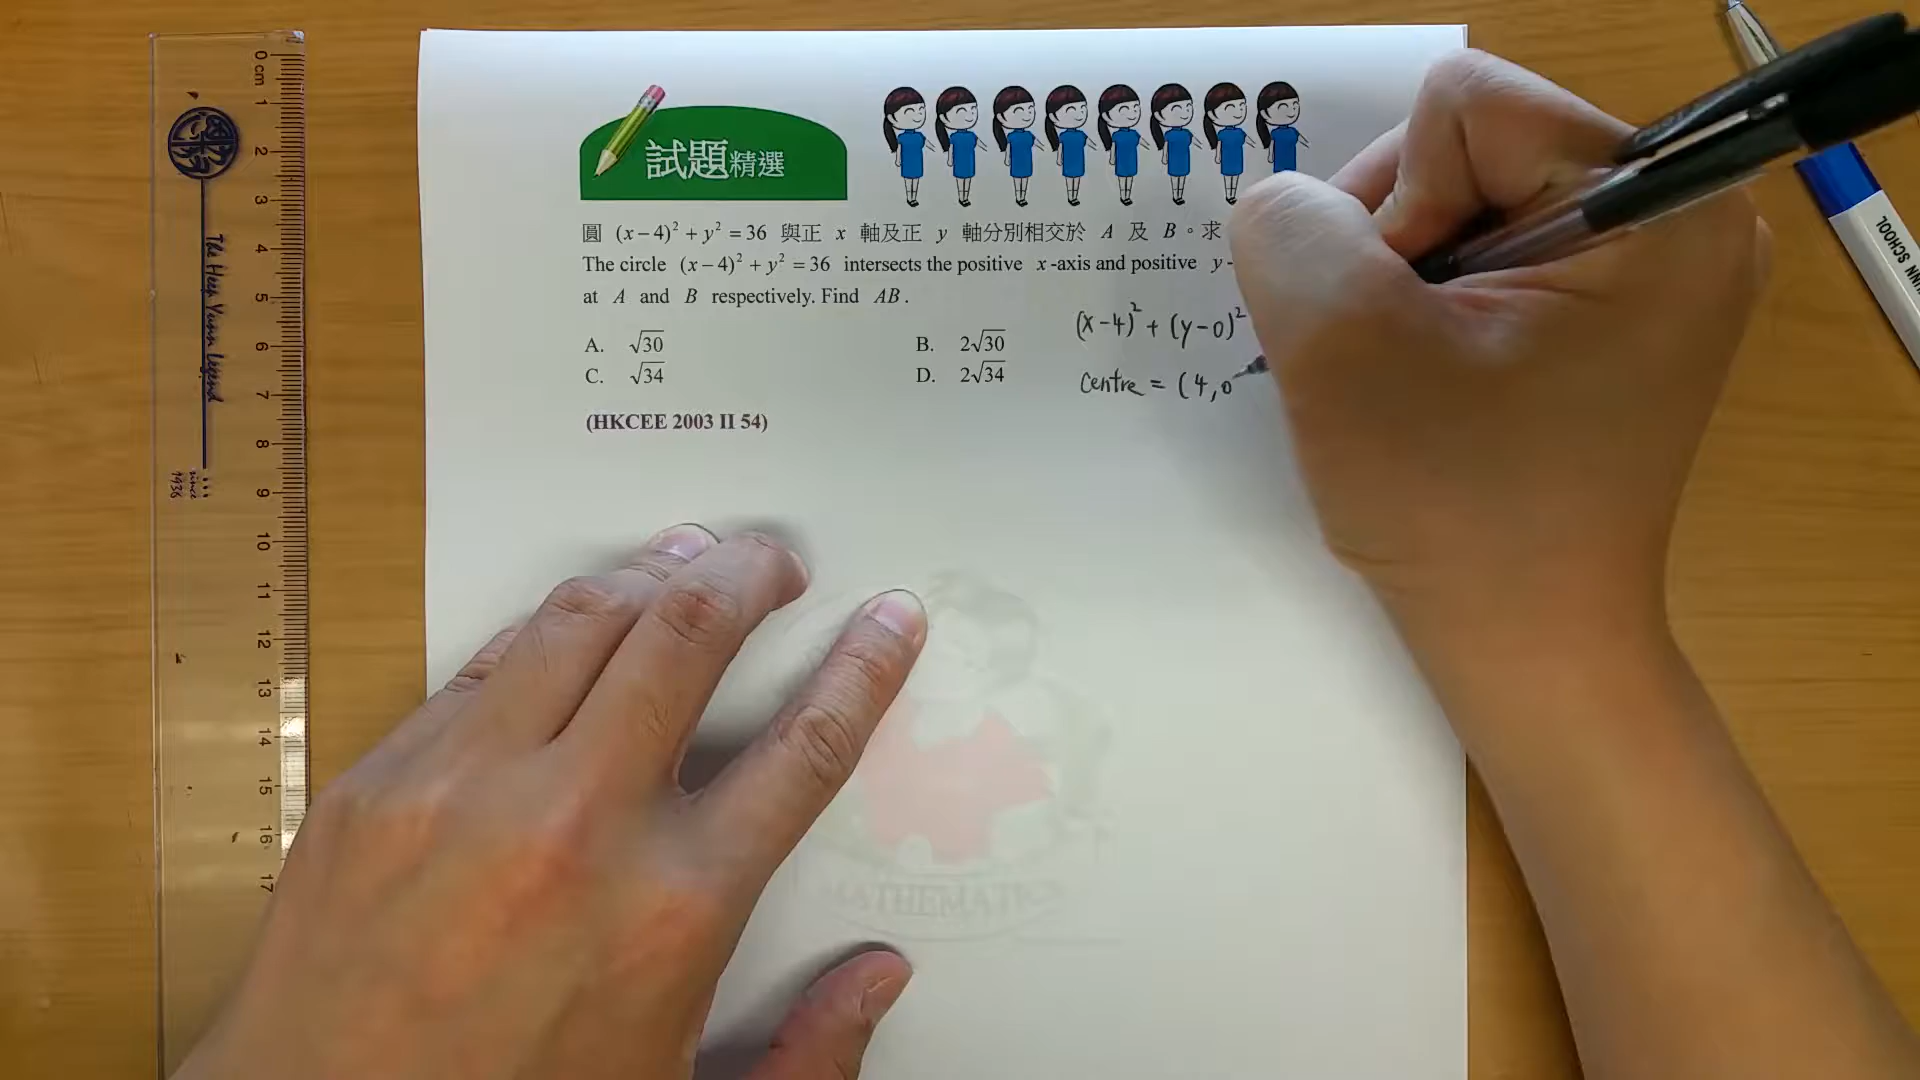 試題精選
圓 (x−4)² + y² = 36 與正 x 軸及正 y 軸分別相交於 A 及 B。求
The circle (x−4)² + y² = 36 intersects the positive x-axis and positive y-
at A and B respectively. Find AB.
A. √30 B. 2√30
C. √34 D. 2√34
(HKCEE 2003 II 54)
(x-4)² + (y-0)²
Centre = (4,0
0 cm 1 2 3 4 5 6 7 8 9 10 11 12 13 14 15 16 17
The Heep Yunn Legend
since
1936
MATHEMATICS
SCHOOL